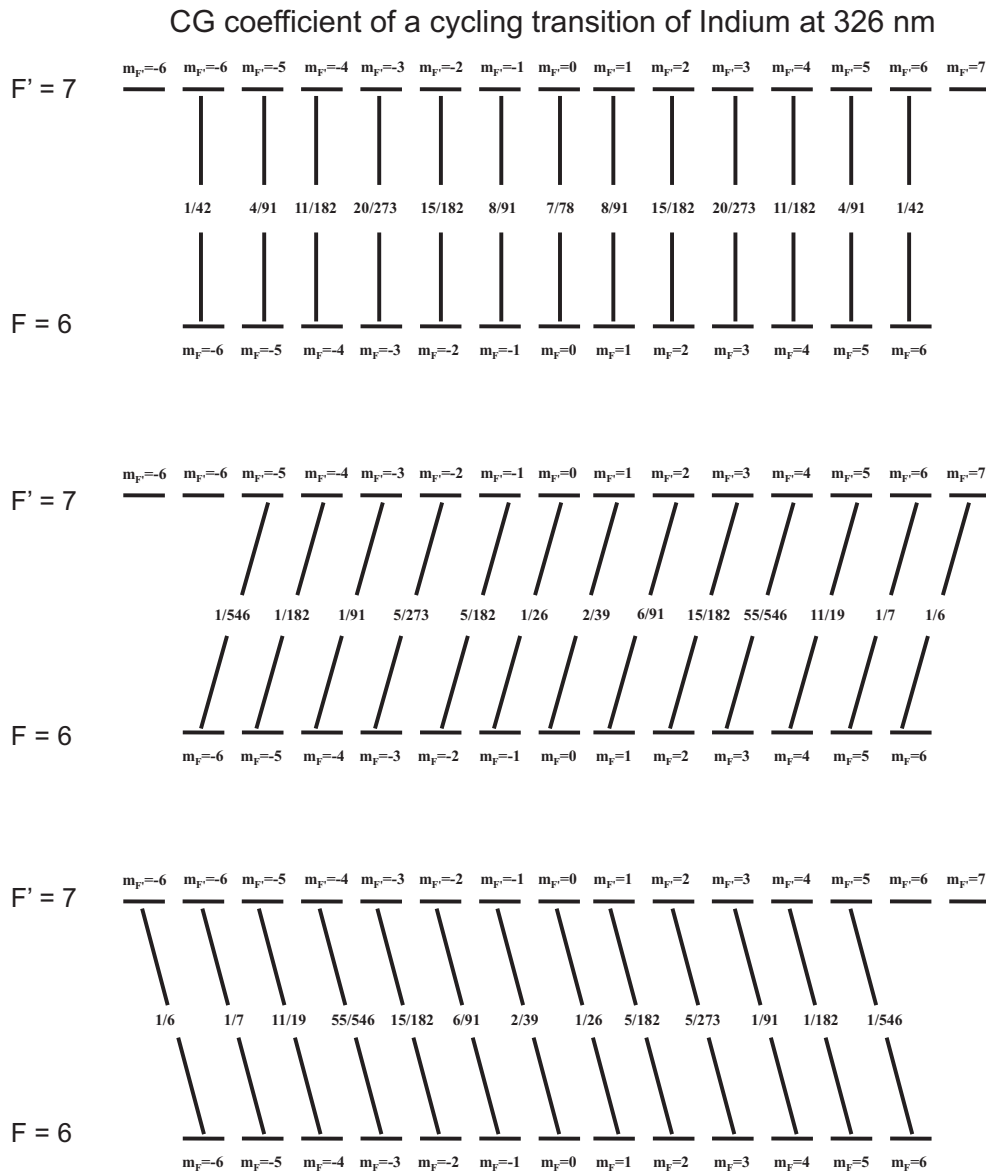 CG coefficient of a cycling transition of Indium at 326 nm
m_F'=-6 m_F'=-6 m_F'=-5 m_F'=-4 m_F'=-3 m_F'=-2 m_F'=-1 m_F'=0 m_F'=1 m_F'=2 m_F'=3 m_F'=4 m_F'=5 m_F'=6 m_F'=7
F' = 7
1/42 4/91 11/182 20/273 15/182 8/91 7/78 8/91 15/182 20/273 11/182 4/91 1/42
F = 6
m_F=-6 m_F=-5 m_F=-4 m_F=-3 m_F=-2 m_F=-1 m_F=0 m_F=1 m_F=2 m_F=3 m_F=4 m_F=5 m_F=6
m_F'=-6 m_F'=-6 m_F'=-5 m_F'=-4 m_F'=-3 m_F'=-2 m_F'=-1 m_F'=0 m_F'=1 m_F'=2 m_F'=3 m_F'=4 m_F'=5 m_F'=6 m_F'=7
F' = 7
1/546 1/182 1/91 5/273 5/182 1/26 2/39 6/91 15/182 55/546 11/19 1/7 1/6
F = 6
m_F=-6 m_F=-5 m_F=-4 m_F=-3 m_F=-2 m_F=-1 m_F=0 m_F=1 m_F=2 m_F=3 m_F=4 m_F=5 m_F=6
m_F'=-6 m_F'=-6 m_F'=-5 m_F'=-4 m_F'=-3 m_F'=-2 m_F'=-1 m_F'=0 m_F'=1 m_F'=2 m_F'=3 m_F'=4 m_F'=5 m_F'=6 m_F'=7
F' = 7
1/6 1/7 11/19 55/546 15/182 6/91 2/39 1/26 5/182 5/273 1/91 1/182 1/546
F = 6
m_F=-6 m_F=-5 m_F=-4 m_F=-3 m_F=-2 m_F=-1 m_F=0 m_F=1 m_F=2 m_F=3 m_F=4 m_F=5 m_F=6